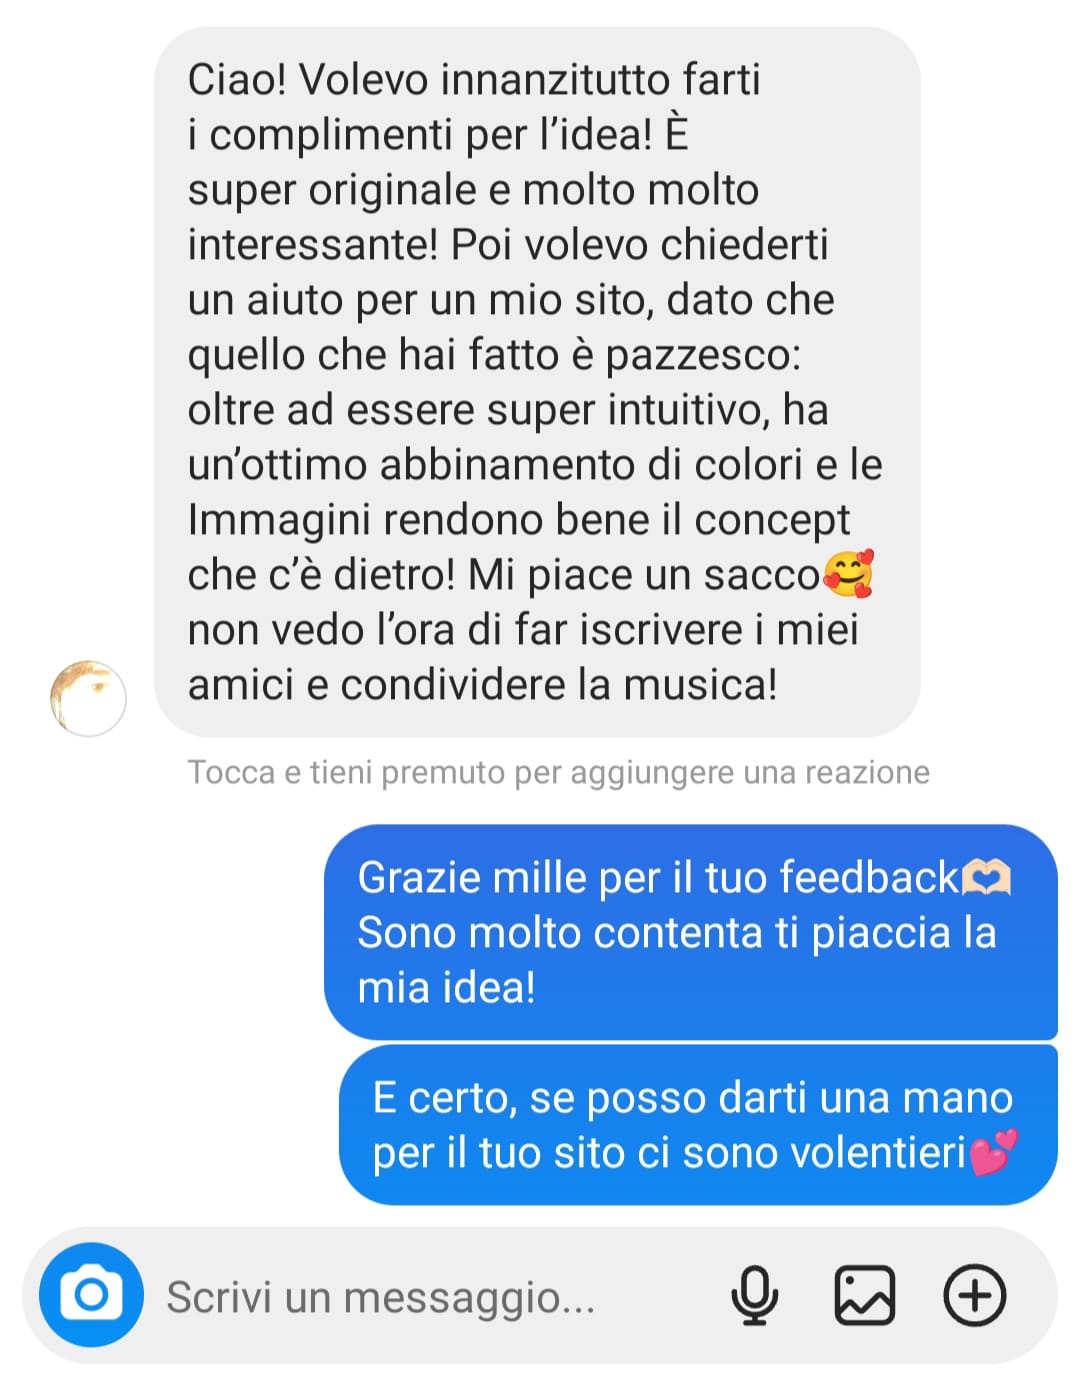 Ciao! Volevo innanzitutto farti
i complimenti per l’idea! È
super originale e molto molto
interessante! Poi volevo chiederti
un aiuto per un mio sito, dato che
quello che hai fatto è pazzesco:
oltre ad essere super intuitivo, ha
un’ottimo abbinamento di colori e le
Immagini rendono bene il concept
che c’è dietro! Mi piace un sacco🥰
non vedo l’ora di far iscrivere i miei
amici e condividere la musica!
Tocca e tieni premuto per aggiungere una reazione
Grazie mille per il tuo feedback🫶🏻
Sono molto contenta ti piaccia la
mia idea!
E certo, se posso darti una mano
per il tuo sito ci sono volentieri💕
Scrivi un messaggio...